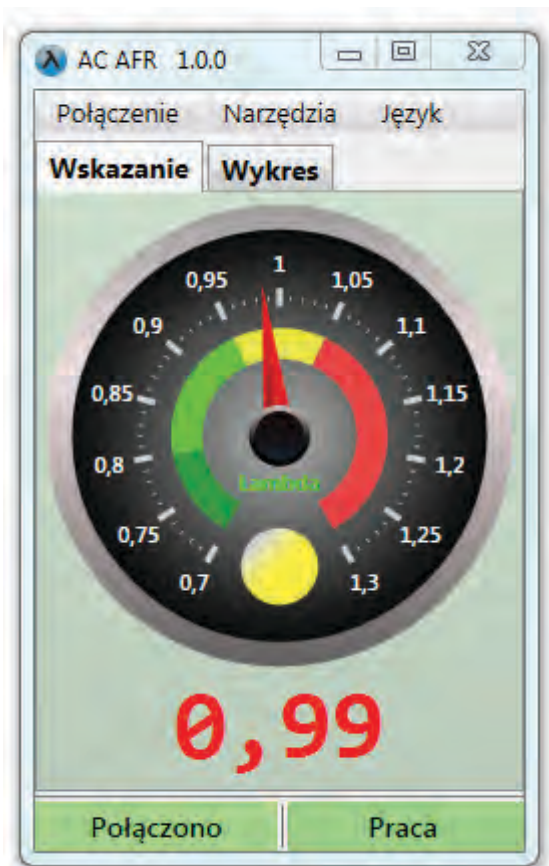 AC AFR 1.0.0
Połączenie Narzędzia Język
Wskazanie Wykres
1
0,95 1,05
0,9 1,1
0,85 1,15
0,8 1,2
Lambda
0,75 1,25
0,7 1,3
0,99
Połączono Praca